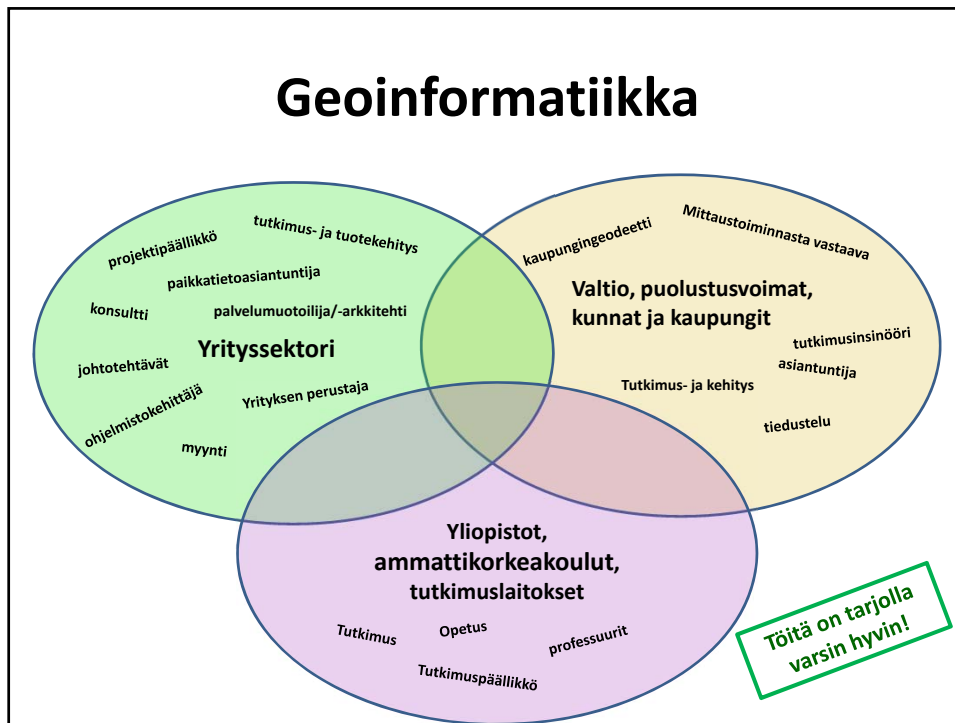 Geoinformatiikka
projektipäällikkö
tutkimus- ja tuotekehitys
paikkatietoasiantuntija
konsultti
palvelumuotoilija/-arkkitehti
Yrityssektori
johtotehtävät
Yrityksen perustaja
ohjelmistokehittäjä
myynti
kaupungingeodeetti
Mittaustoiminnasta vastaava
Valtio, puolustusvoimat,
kunnat ja kaupungit
tutkimusinsinööri
asiantuntija
Tutkimus- ja kehitys
tiedustelu
Yliopistot,
ammattikorkeakoulut,
tutkimuslaitokset
Tutkimus
Opetus
professuurit
Tutkimuspäällikkö
Töitä on tarjolla
varsin hyvin!